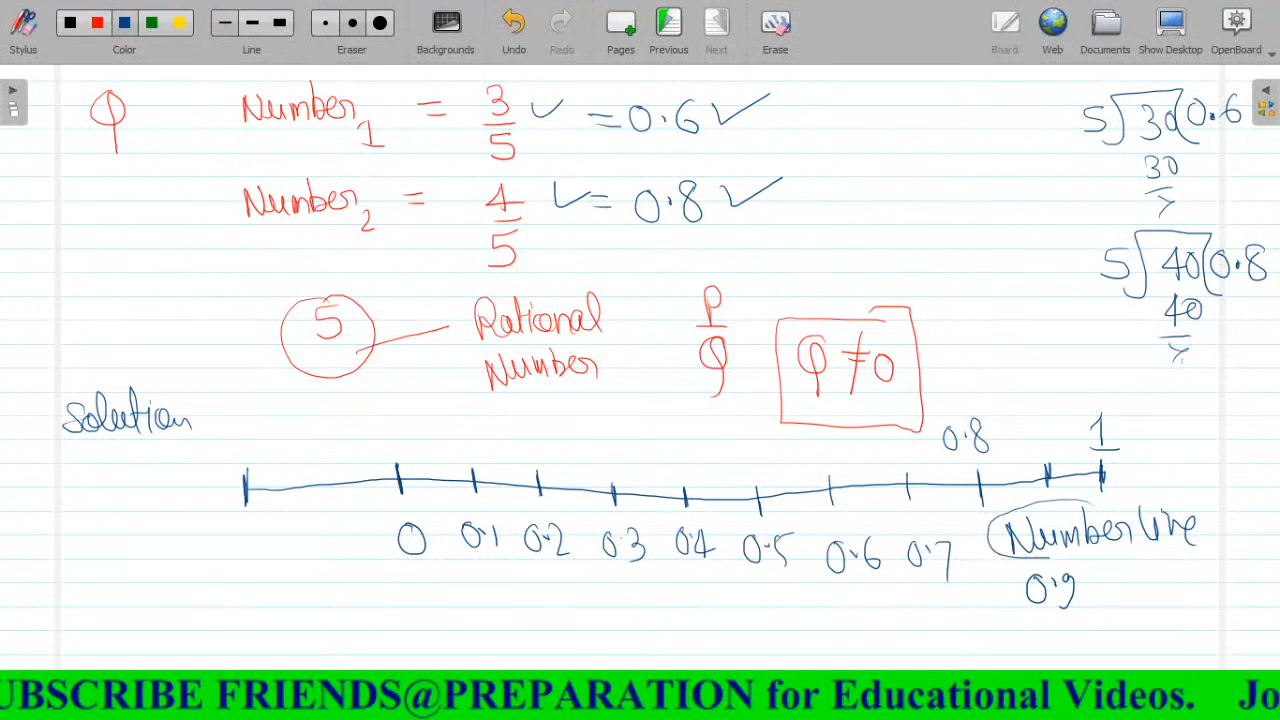 Stylus Color Line Eraser Backgrounds Undo Redo Pages Previous Next Erase Board Web Documents Show Desktop OpenBoard
Q Number1 = 3/5 ✓ = 0.6 ✓
5)30(0.6
30
×
Number2 = 4/5 ✓ = 0.8 ✓
5)40(0.8
40
×
5 Rational Number P/Q Q ≠ 0
Solution
0.8 1
0 0.1 0.2 0.3 0.4 0.5 0.6 0.7 Number line
0.9
UBSCRIBE FRIENDS@PREPARATION for Educational Videos. Jo